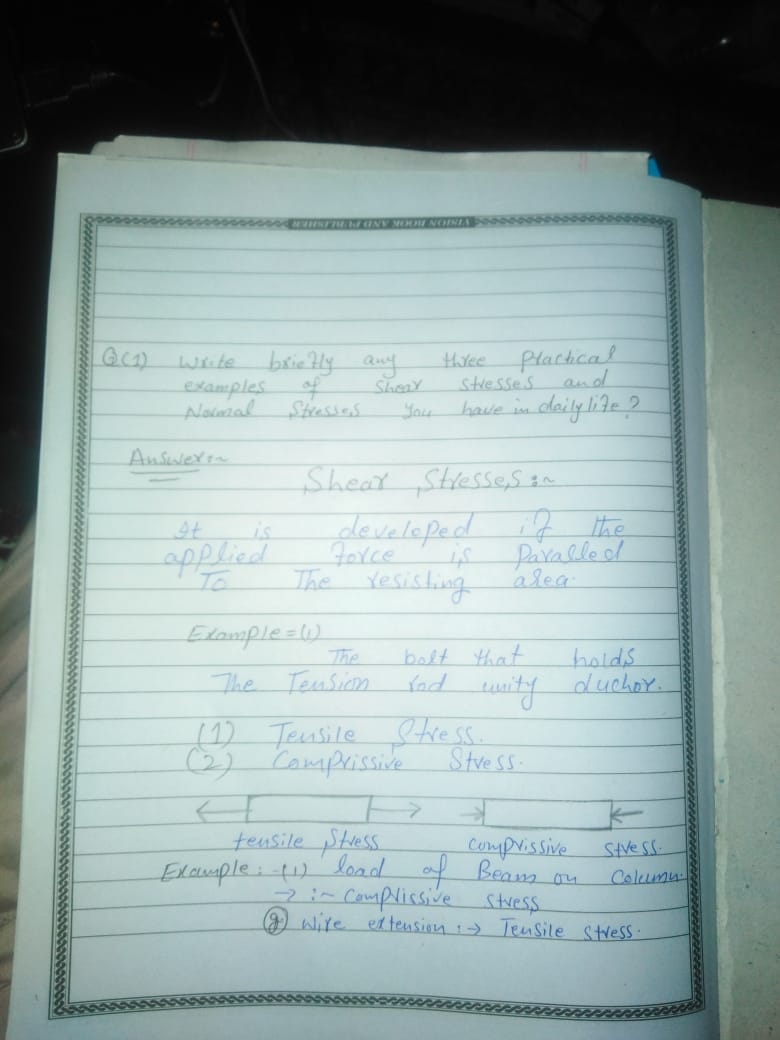 VISION BOOK AND PUBLISHER
Q(1) Write briefly any three Practical
examples of Shear Stresses and
Normal Stresses you have in daily life?
Answer:~
Shear Stresses:~
It is developed if the
applied force is Paralled
To The resisting area.
Example=(1)
The bolt that holds
The Tension rod unity duchor.
(1) Tensile Stress.
(2) Comprissive Stress.
tensile Stress comprissive stress.
Example:-(1) load of Beam on Column.
→ :~ Comprissive stress
(2) Wire extension :→ Tensile stress.